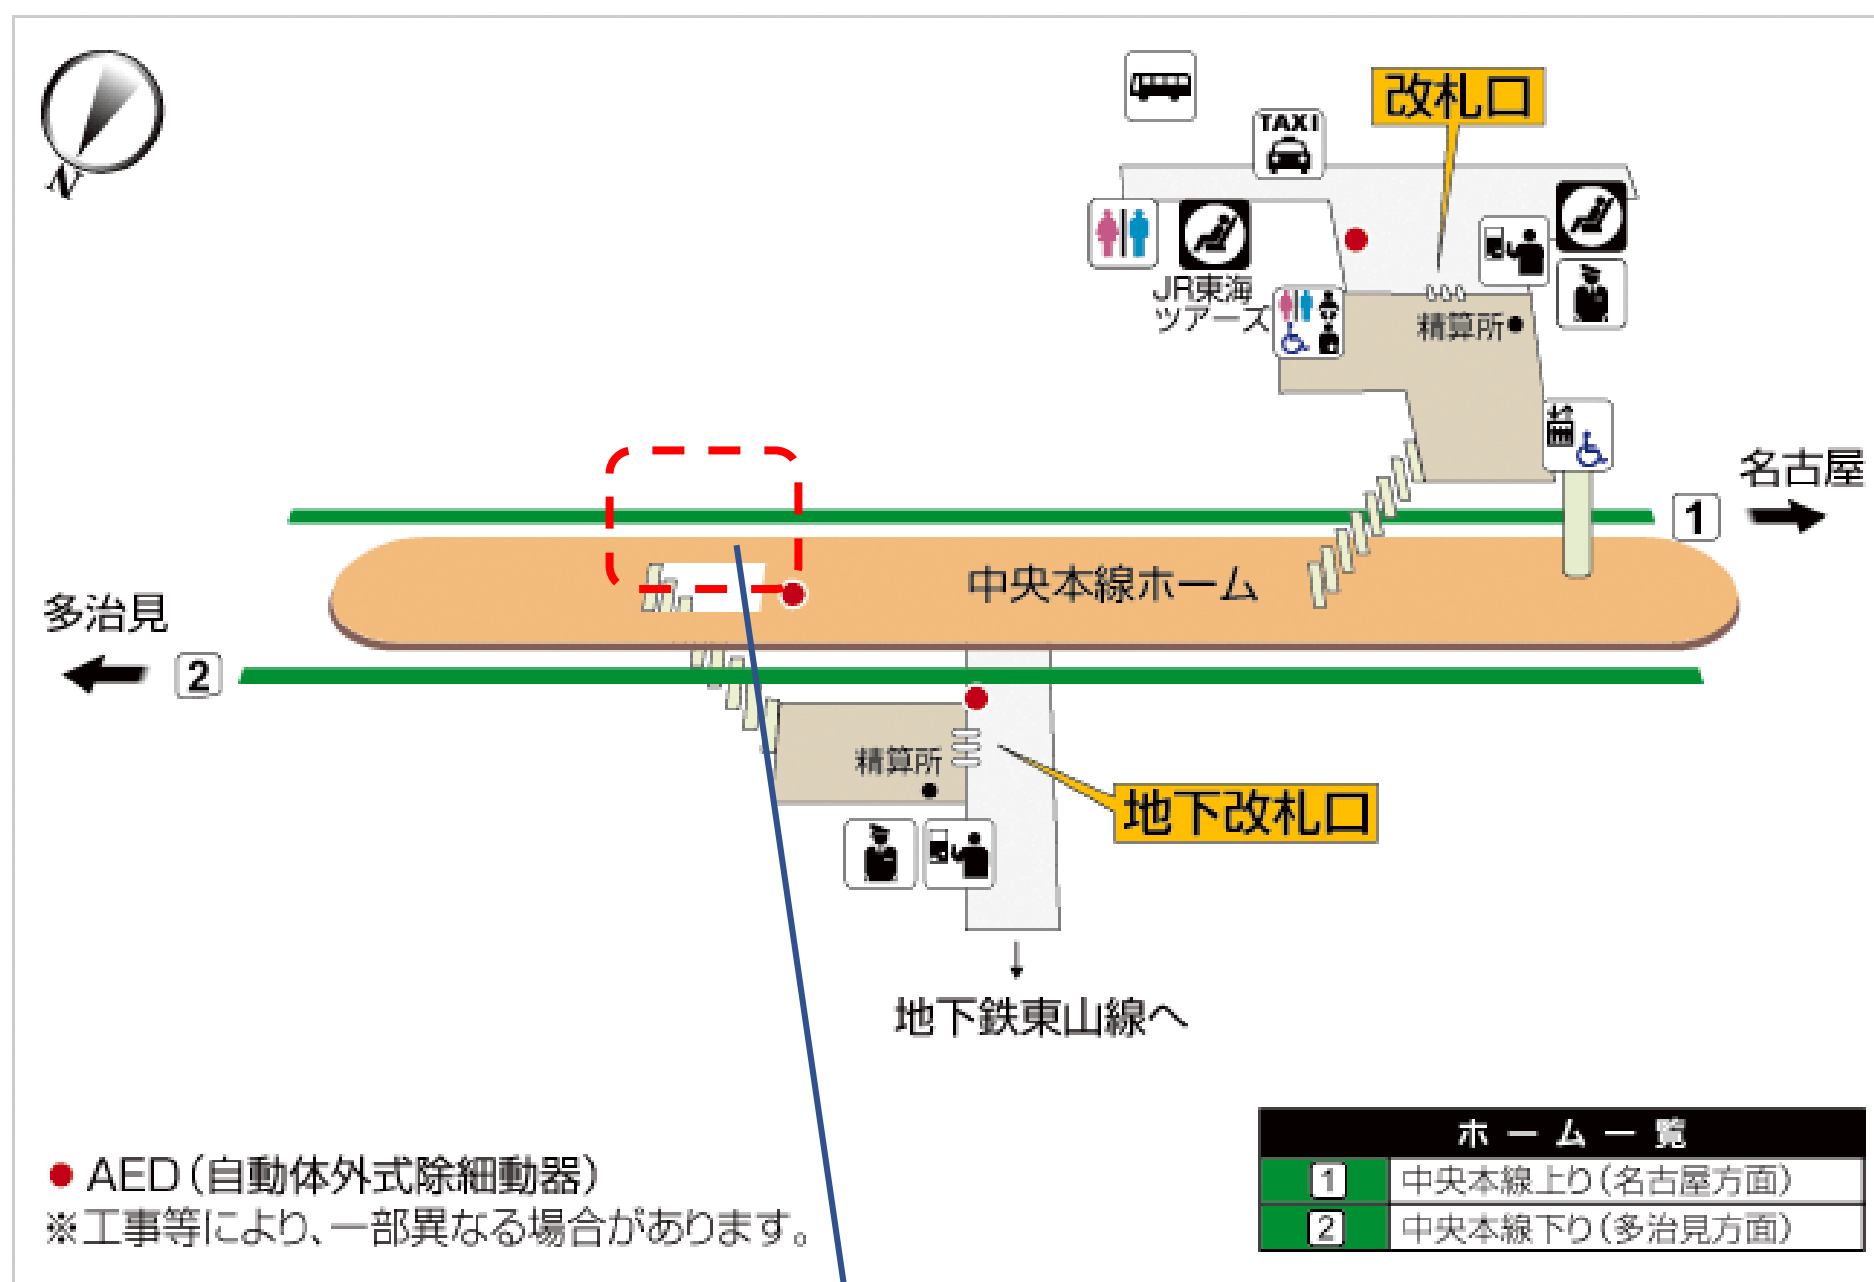 N
TAXI
改札口
JR東海
ツアーズ
精算所
名古屋
1
中央本線ホーム
多治見
2
精算所
地下改札口
地下鉄東山線へ
AED(自動体外式除細動器)
※工事等により、一部異なる場合があります。
ホーム一覧
1 中央本線上り(名古屋方面)
2 中央本線下り(多治見方面)